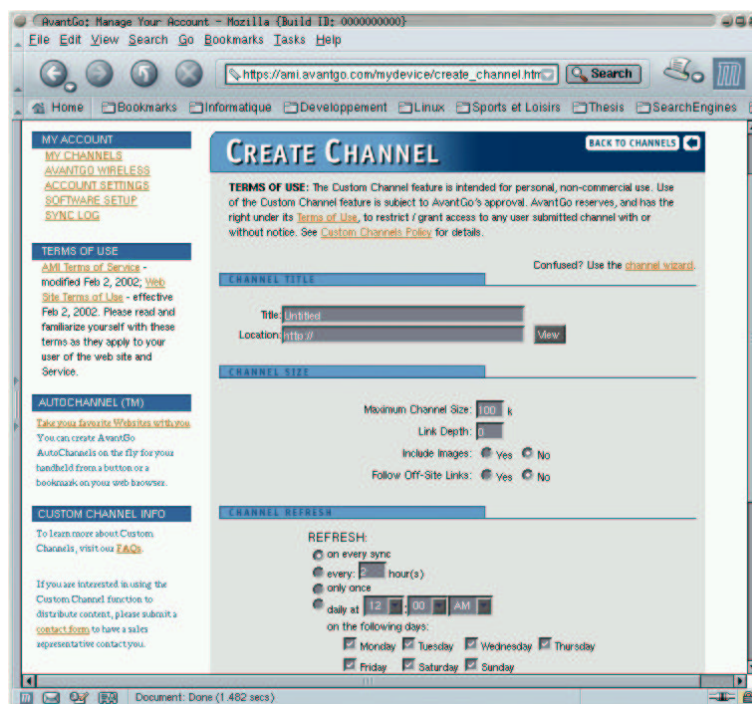 AvantGo: Manage Your Account - Mozilla {Build ID: 0000000000}
File Edit View Search Go Bookmarks Tasks Help
https://ami.avantgo.com/mydevice/create_channel.htm
Search
Home Bookmarks Informatique Developpement Linux Sports et Loisirs Thesis SearchEngines
MY ACCOUNT
MY CHANNELS
AVANTGO WIRELESS
ACCOUNT SETTINGS
SOFTWARE SETUP
SYNC LOG
TERMS OF USE
AMI Terms of Service -
modified Feb 2, 2002; Web
Site Terms of Use - effective
Feb 2, 2002. Please read and
familiarize yourself with these
terms as they apply to your
user of the web site and
Service.
AUTOCHANNEL (TM)
Take your favorite Websites with you
You can create AvantGo
AutoChannels on the fly for your
handheld from a button or a
bookmark on your web browser.
CUSTOM CHANNEL INFO
To learn more about Custom
Channels, visit our FAQs.
If you are interested in using the
Custom Channel function to
distribute content, please submit a
contact form to have a sales
representative contact you.
CREATE CHANNEL
BACK TO CHANNELS
TERMS OF USE: The Custom Channel feature is intended for personal, non-commercial use. Use
of the Custom Channel feature is subject to AvantGo's approval. AvantGo reserves, and has the
right under its Terms of Use, to restrict / grant access to any user submitted channel with or
without notice. See Custom Channels Policy for details.
Confused? Use the channel wizard.
CHANNEL TITLE
Title: Untitled
Location: http://
View
CHANNEL SIZE
Maximum Channel Size: 100 k
Link Depth: 0
Include Images: Yes No
Follow Off-Site Links: Yes No
CHANNEL REFRESH
REFRESH:
on every sync
every: 2 hour(s)
only once
daily at 12 : 00 AM
on the following days:
Monday Tuesday Wednesday Thursday
Friday Saturday Sunday
Document: Done (1.482 secs)